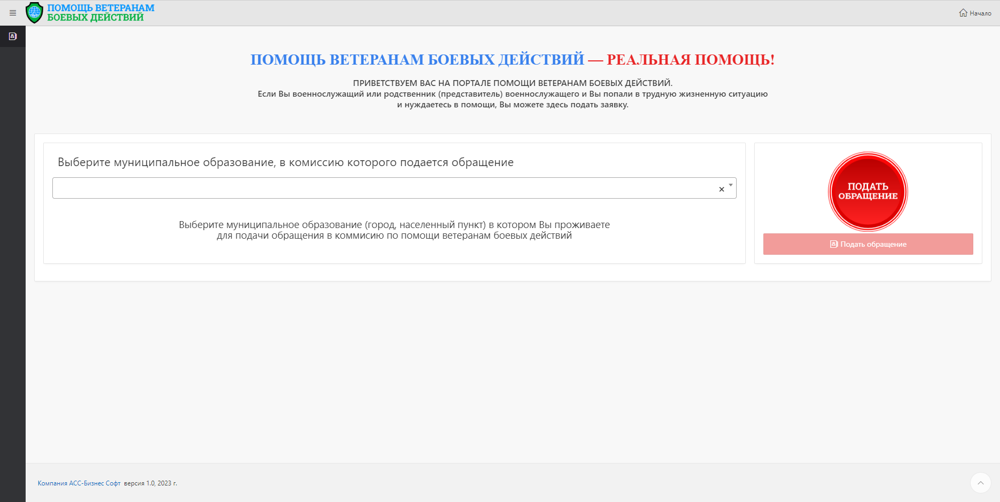 ПОМОЩЬ ВЕТЕРАНАМ
БОЕВЫХ ДЕЙСТВИЙ
Начало
ПОМОЩЬ ВЕТЕРАНАМ БОЕВЫХ ДЕЙСТВИЙ — РЕАЛЬНАЯ ПОМОЩЬ!
ПРИВЕТСТВУЕМ ВАС НА ПОРТАЛЕ ПОМОЩИ ВЕТЕРАНАМ БОЕВЫХ ДЕЙСТВИЙ.
Если Вы военнослужащий или родственник (представитель) военнослужащего и Вы попали в трудную жизненную ситуацию
и нуждаетесь в помощи, Вы можете здесь подать заявку.
Выберите муниципальное образование, в комиссию которого подается обращение
Выберите муниципальное образование (город, населенный пункт) в котором Вы проживаете
для подачи обращения в коммисию по помощи ветеранам боевых действий
ПОДАТЬ
ОБРАЩЕНИЕ
Подать обращение
Компания АСС-Бизнес Софт версия 1.0, 2023 г.